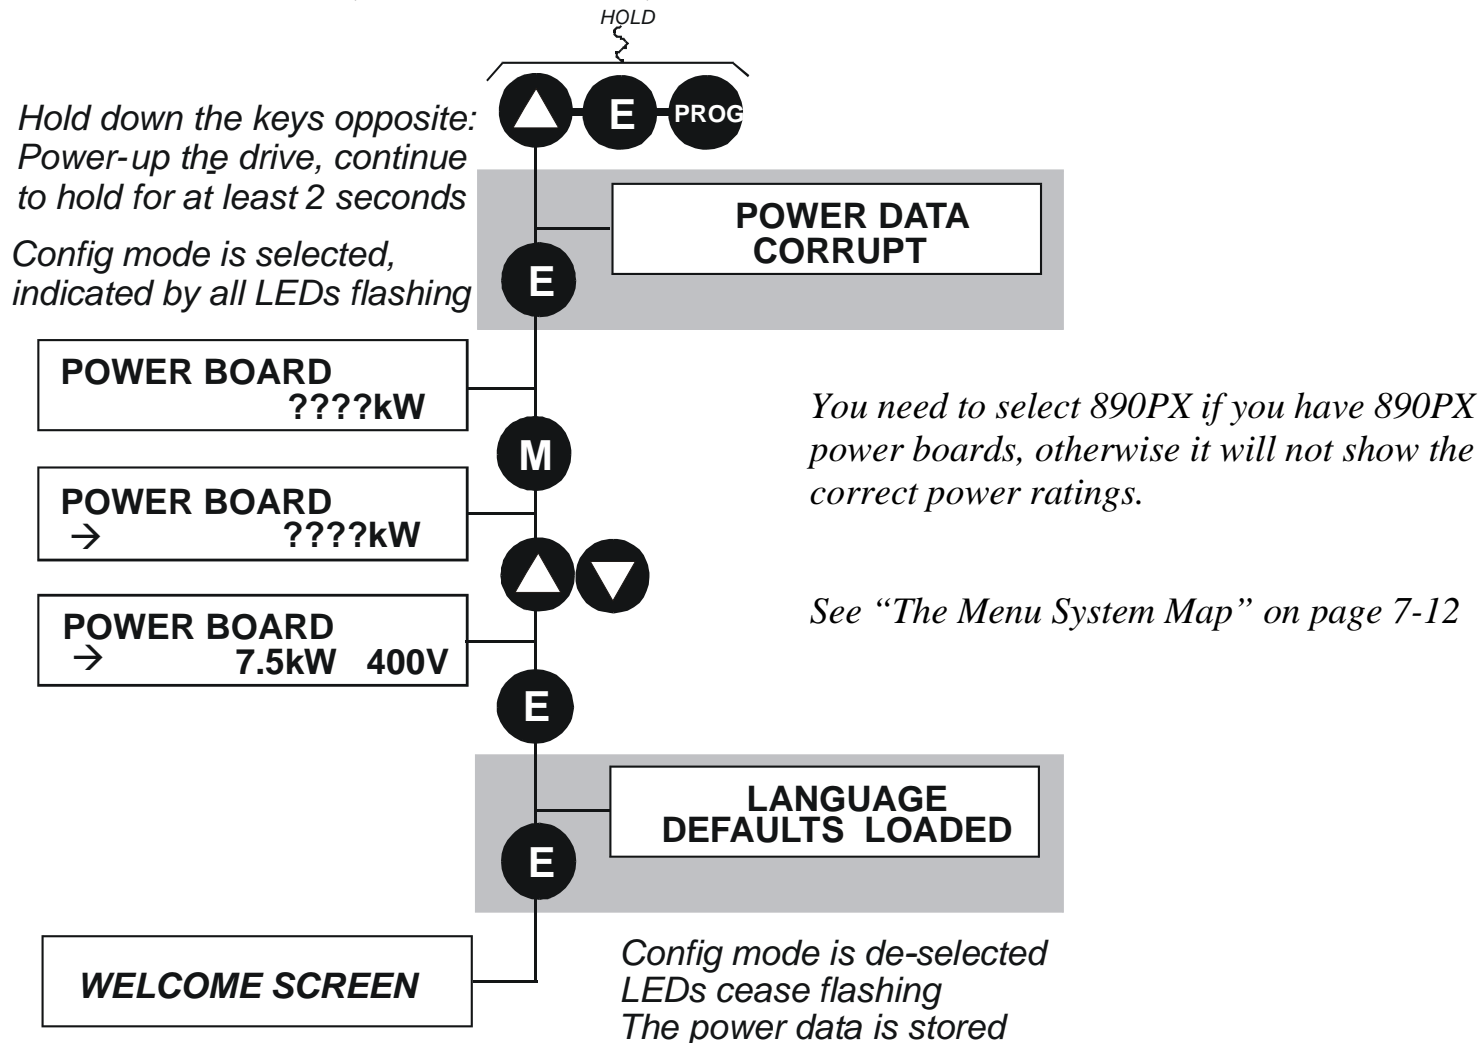 HOLD
E PROG
Hold down the keys opposite:
Power-up the drive, continue
to hold for at least 2 seconds
POWER DATA
CORRUPT
Config mode is selected,
indicated by all LEDs flashing
E
POWER BOARD
????kW
You need to select 890PX if you have 890PX
power boards, otherwise it will not show the
correct power ratings.
M
POWER BOARD
→ ????kW
See “The Menu System Map” on page 7-12
POWER BOARD
→ 7.5kW 400V
E
LANGUAGE
DEFAULTS LOADED
E
WELCOME SCREEN
Config mode is de-selected
LEDs cease flashing
The power data is stored